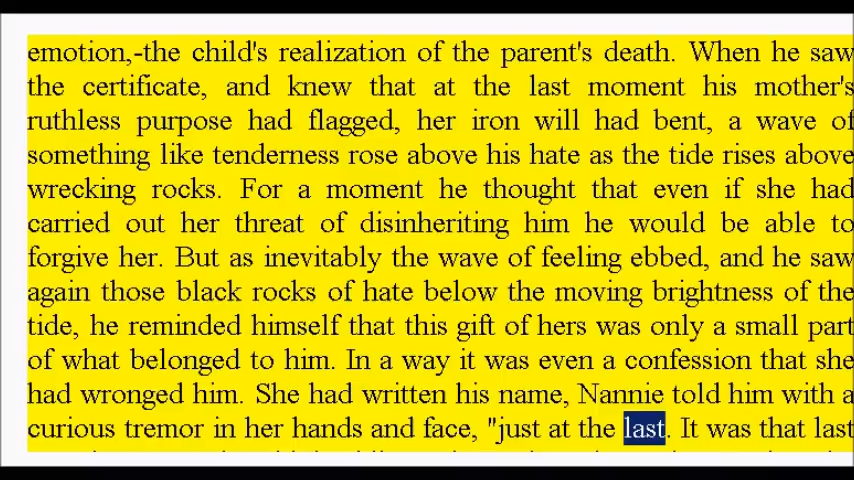 emotion,-the child's realization of the parent's death. When he saw
the certificate, and knew that at the last moment his mother's
ruthless purpose had flagged, her iron will had bent, a wave of
something like tenderness rose above his hate as the tide rises above
wrecking rocks. For a moment he thought that even if she had
carried out her threat of disinheriting him he would be able to
forgive her. But as inevitably the wave of feeling ebbed, and he saw
again those black rocks of hate below the moving brightness of the
tide, he reminded himself that this gift of hers was only a small part
of what belonged to him. In a way it was even a confession that she
had wronged him. She had written his name, Nannie told him with a
curious tremor in her hands and face, "just at the last. It was that last